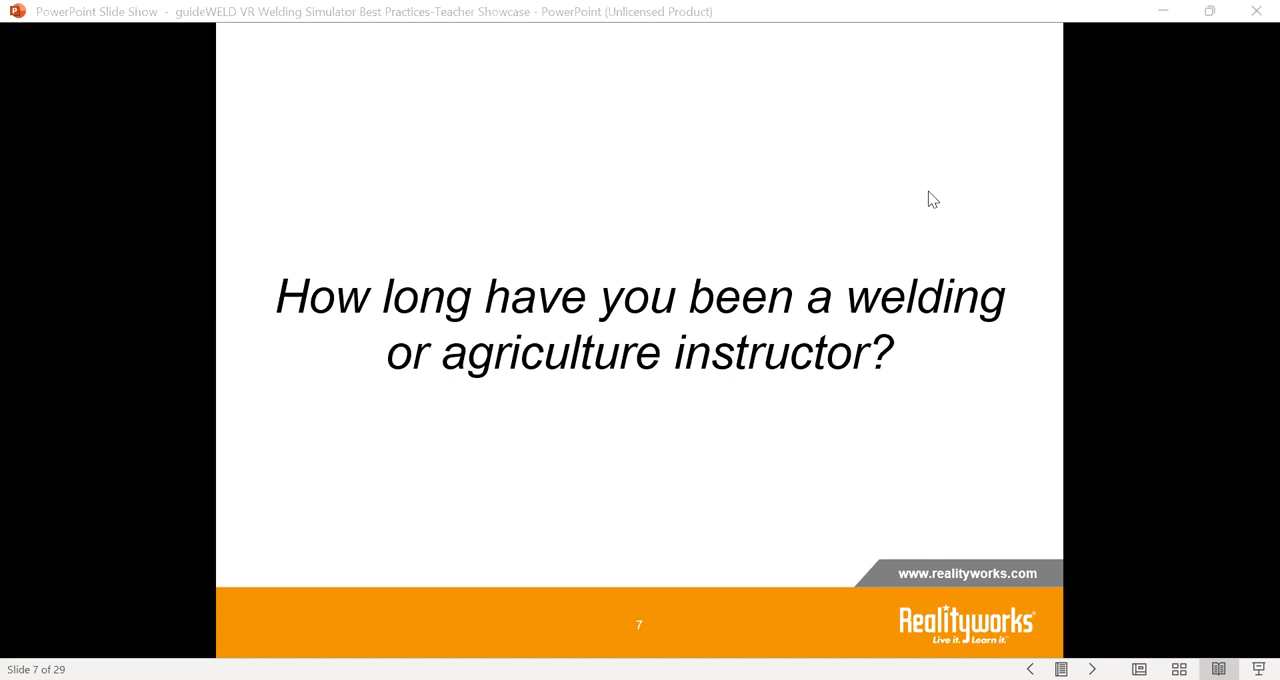 PowerPoint Slide Show - guideWELD VR Welding Simulator Best Practices-Teacher Showcase - PowerPoint (Unlicensed Product)
How long have you been a welding
or agriculture instructor?
www.realityworks.com
7
Realityworks
Live it. Learn it.™
Slide 7 of 29